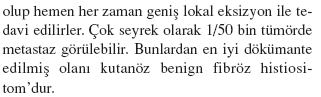 olup hemen her zaman geniş lokal eksizyon ile te-
davi edilirler. Çok seyrek olarak 1/50 bin tümörde
metastaz görülebilir. Bunlardan en iyi dökümante
edilmiş olanı kutanöz benign fibröz histiosi-
tom’dur.